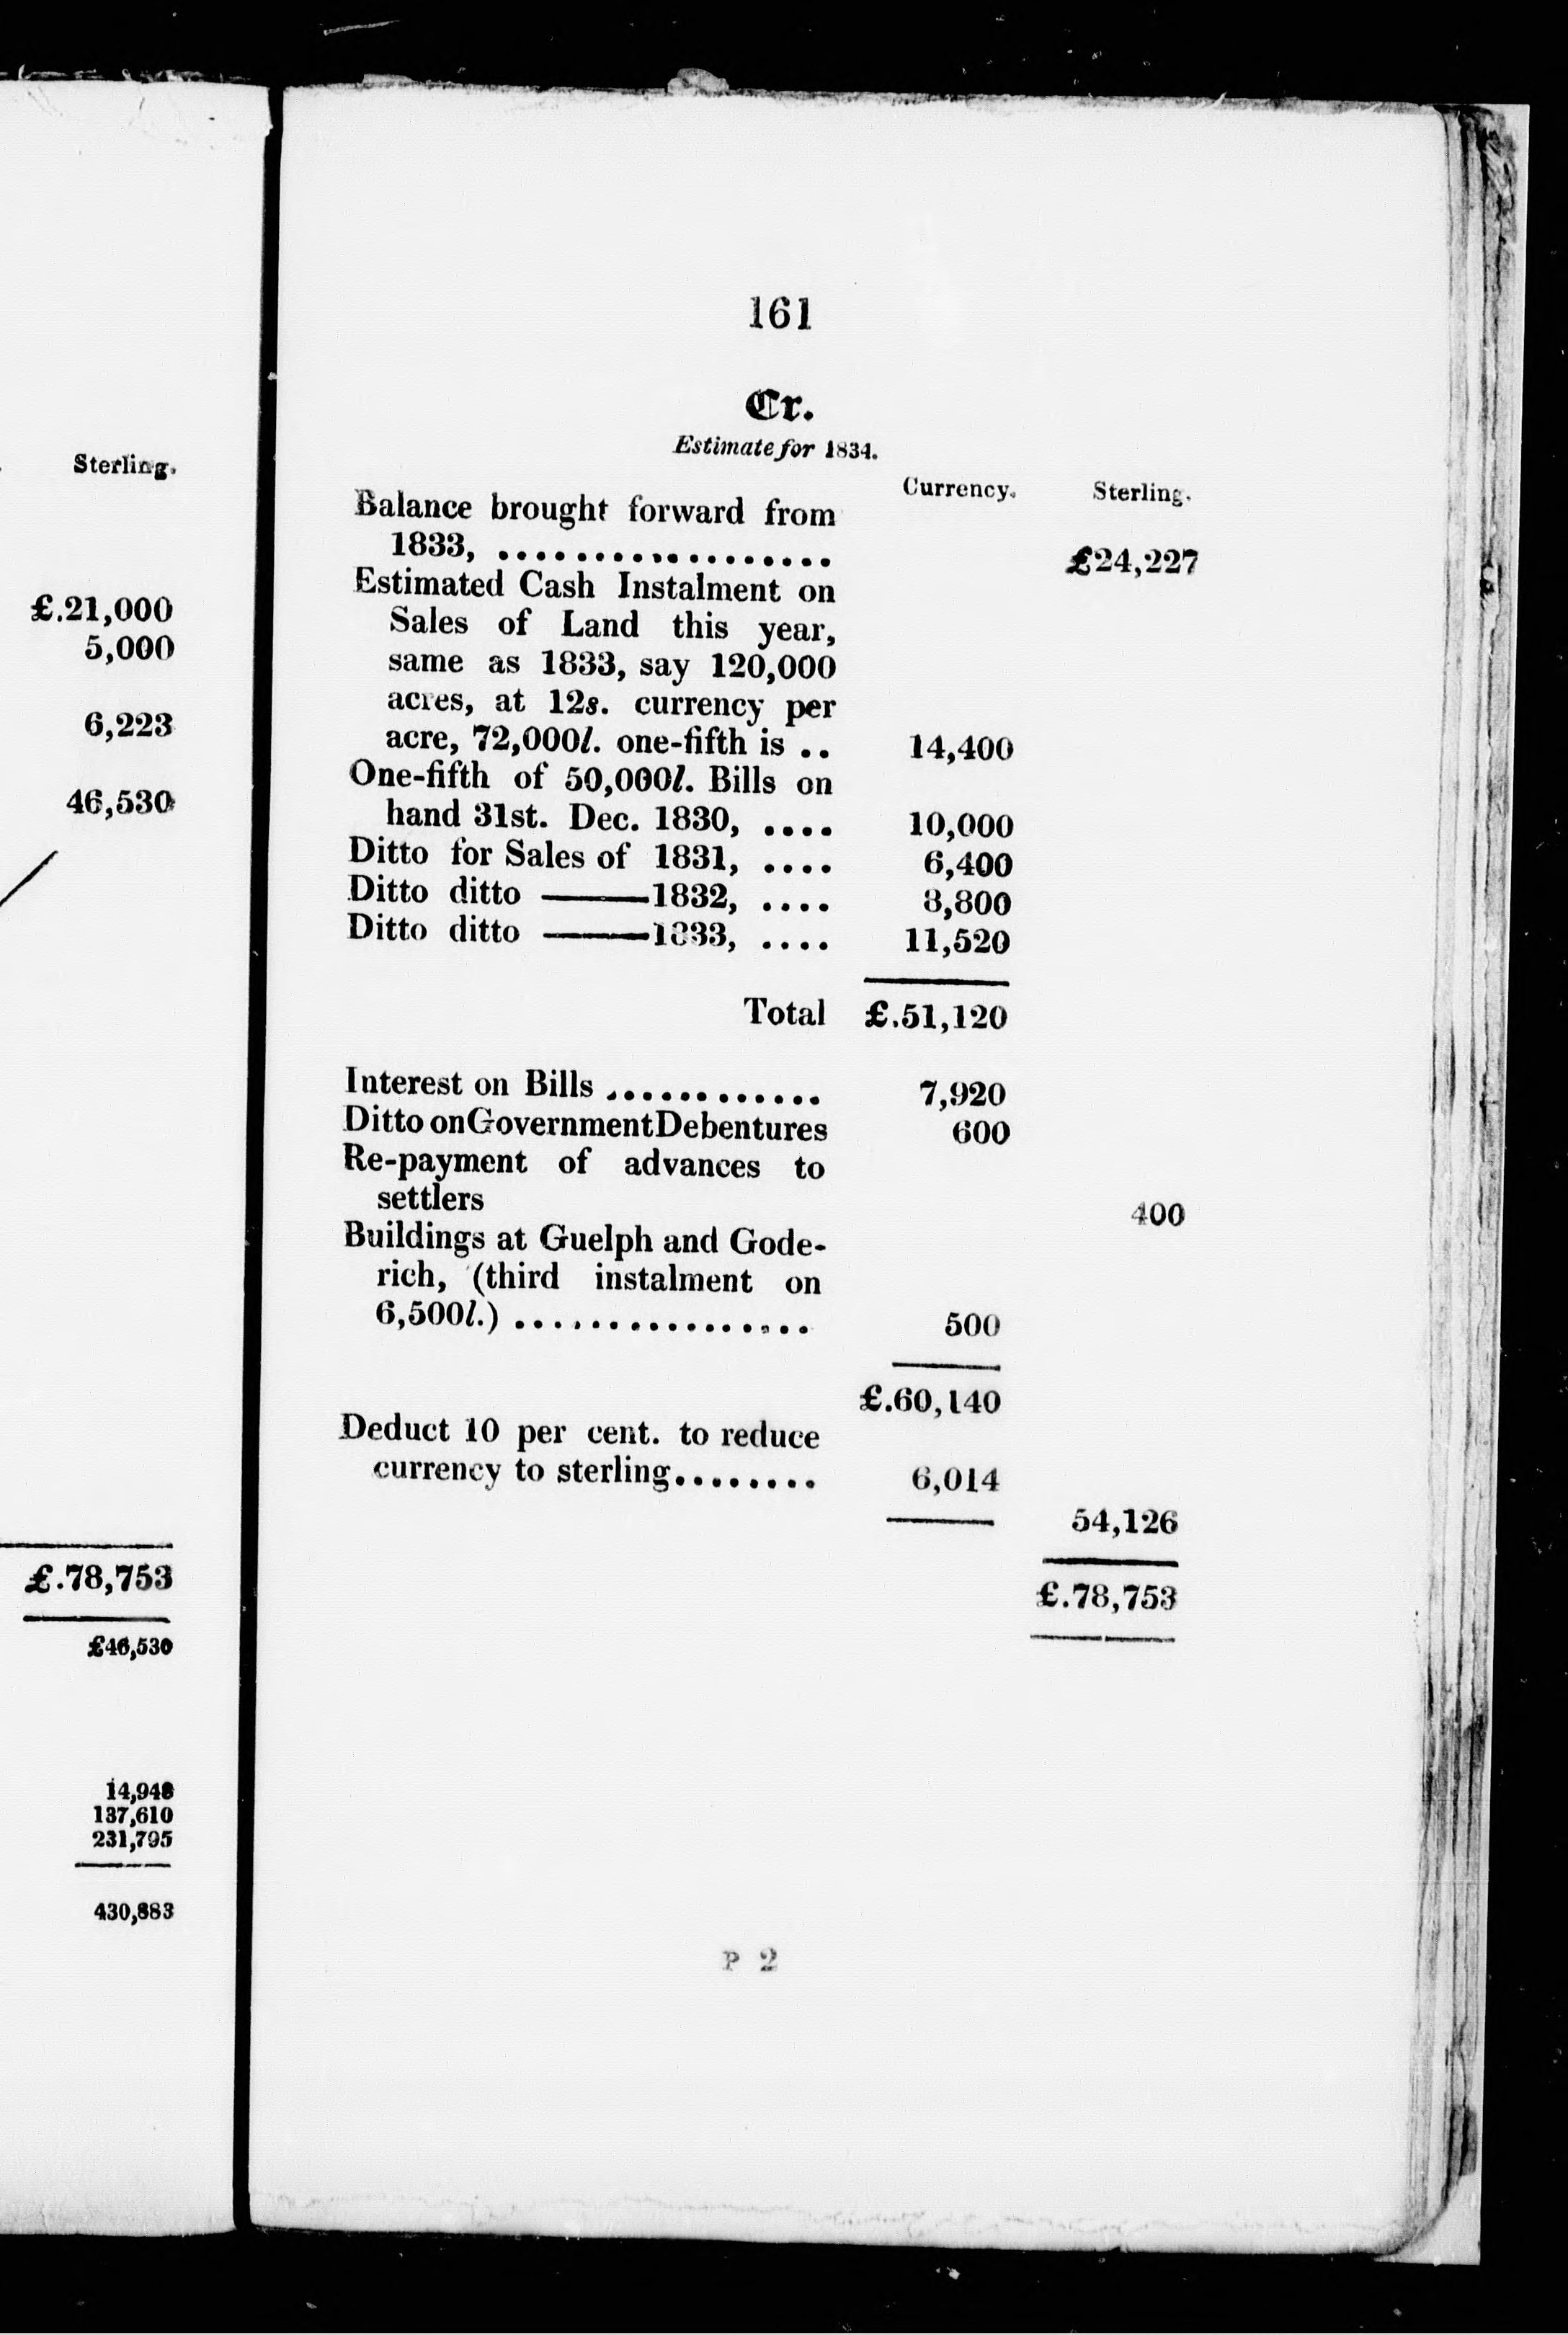 Sterling.
£.21,000
5,000
6,223
46,530
£.78,753
£46,530
14,948
137,610
231,795
430,883
161
Cr.
Estimate for 1834.
Currency. Sterling.
Balance brought forward from
1833, .................. £24,227
Estimated Cash Instalment on
Sales of Land this year,
same as 1833, say 120,000
acres, at 12s. currency per
acre, 72,000l. one-fifth is .. 14,400
One-fifth of 50,000l. Bills on
hand 31st. Dec. 1830, .... 10,000
Ditto for Sales of 1831, .... 6,400
Ditto ditto ——1832, .... 8,800
Ditto ditto ——1833, .... 11,520
Total £.51,120
Interest on Bills ............ 7,920
Ditto on Government Debentures 600
Re-payment of advances to
settlers 400
Buildings at Guelph and Gode-
rich, (third instalment on
6,500l.) ................ 500
£.60,140
Deduct 10 per cent. to reduce
currency to sterling........ 6,014
54,126
£.78,753
P 2